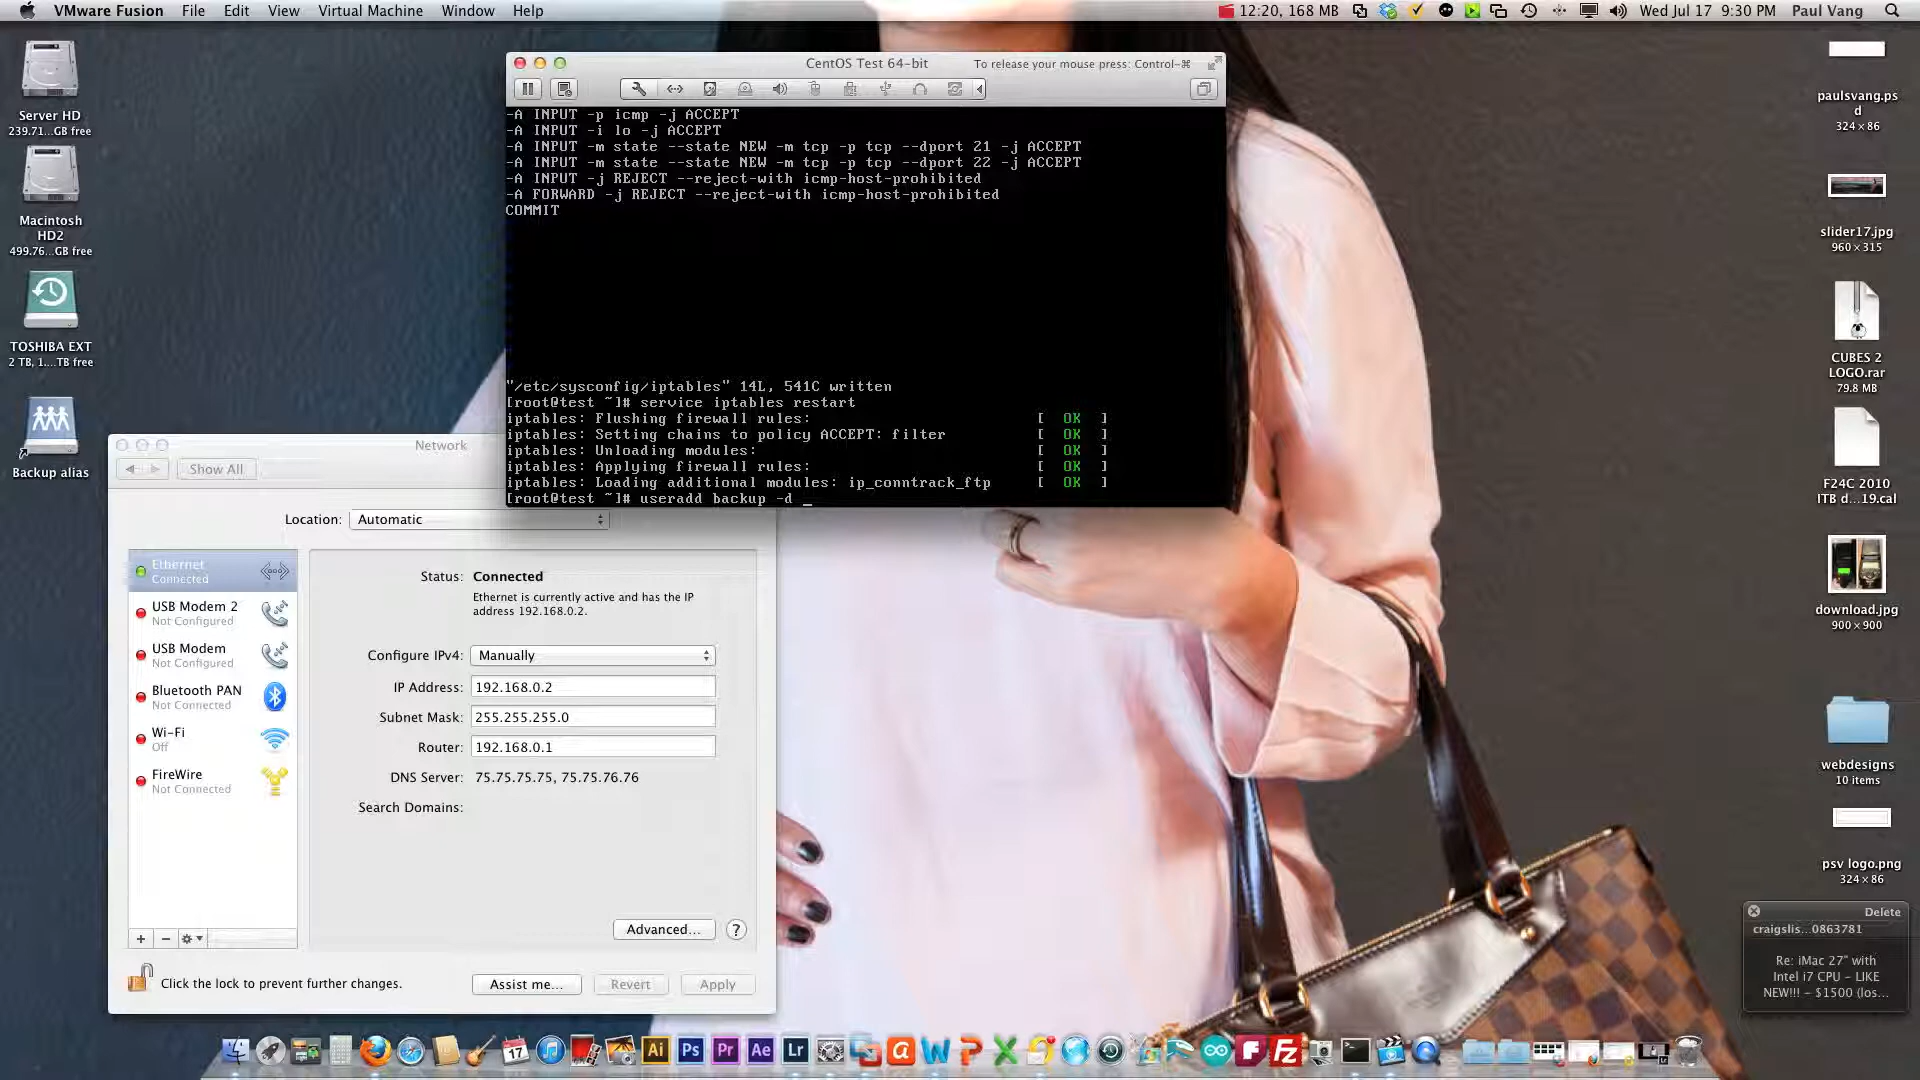 VMware Fusion File Edit View Virtual Machine Window Help
12:20, 168 MB Wed Jul 17 9:30 PM Paul Vang
Server HD
239.71...GB free
Macintosh
HD2
499.76...GB free
TOSHIBA EXT
2 TB, 1....TB free
Backup alias
CentOS Test 64-bit
To release your mouse press: Control-⌘
-A INPUT -p icmp -j ACCEPT
-A INPUT -i lo -j ACCEPT
-A INPUT -m state --state NEW -m tcp -p tcp --dport 21 -j ACCEPT
-A INPUT -m state --state NEW -m tcp -p tcp --dport 22 -j ACCEPT
-A INPUT -j REJECT --reject-with icmp-host-prohibited
-A FORWARD -j REJECT --reject-with icmp-host-prohibited
COMMIT
"/etc/sysconfig/iptables" 14L, 541C written
[root@test ~]# service iptables restart
iptables: Flushing firewall rules: [ OK ]
iptables: Setting chains to policy ACCEPT: filter [ OK ]
iptables: Unloading modules: [ OK ]
iptables: Applying firewall rules: [ OK ]
iptables: Loading additional modules: ip_conntrack_ftp [ OK ]
[root@test ~]# useradd backup -d _
Network
Show All
Location: Automatic
Ethernet
Connected
USB Modem 2
Not Configured
USB Modem
Not Configured
Bluetooth PAN
Not Connected
Wi-Fi
Off
FireWire
Not Connected
Status: Connected
Ethernet is currently active and has the IP
address 192.168.0.2.
Configure IPv4: Manually
IP Address: 192.168.0.2
Subnet Mask: 255.255.255.0
Router: 192.168.0.1
DNS Server: 75.75.75.75, 75.75.76.76
Search Domains:
Advanced... ?
Click the lock to prevent further changes.
Assist me... Revert Apply
paulsvang.ps
d
324×86
slider17.jpg
960×315
CUBES 2
LOGO.rar
79.8 MB
F24C 2010
ITB d...19.cal
download.jpg
900×900
webdesigns
10 items
psv logo.png
324×86
Delete
craigslis...0863781
Re: iMac 27" with
Intel i7 CPU - LIKE
NEW!!! - $1500 (los...
17 Ai Ps Pr Ae Lr